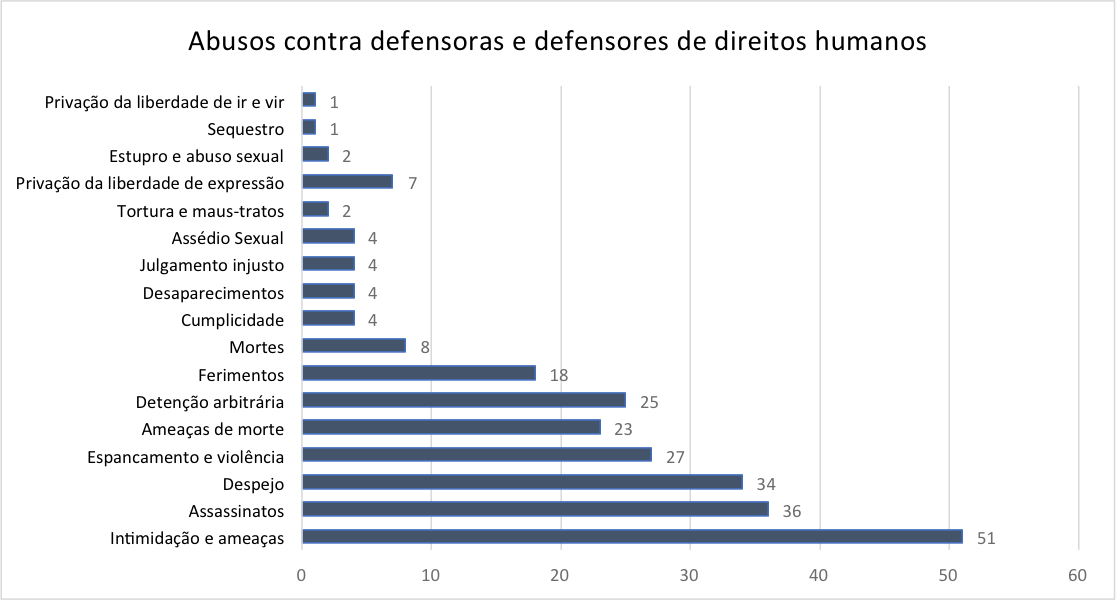 Abusos contra defensoras e defensores de direitos humanos
Privação da liberdade de ir e vir 1
Sequestro 1
Estupro e abuso sexual 2
Privação da liberdade de expressão 7
Tortura e maus-tratos 2
Assédio Sexual 4
Julgamento injusto 4
Desaparecimentos 4
Cumplicidade 4
Mortes 8
Ferimentos 18
Detenção arbitrária 25
Ameaças de morte 23
Espancamento e violência 27
Despejo 34
Assassinatos 36
Intimidação e ameaças 51
0 10 20 30 40 50 60